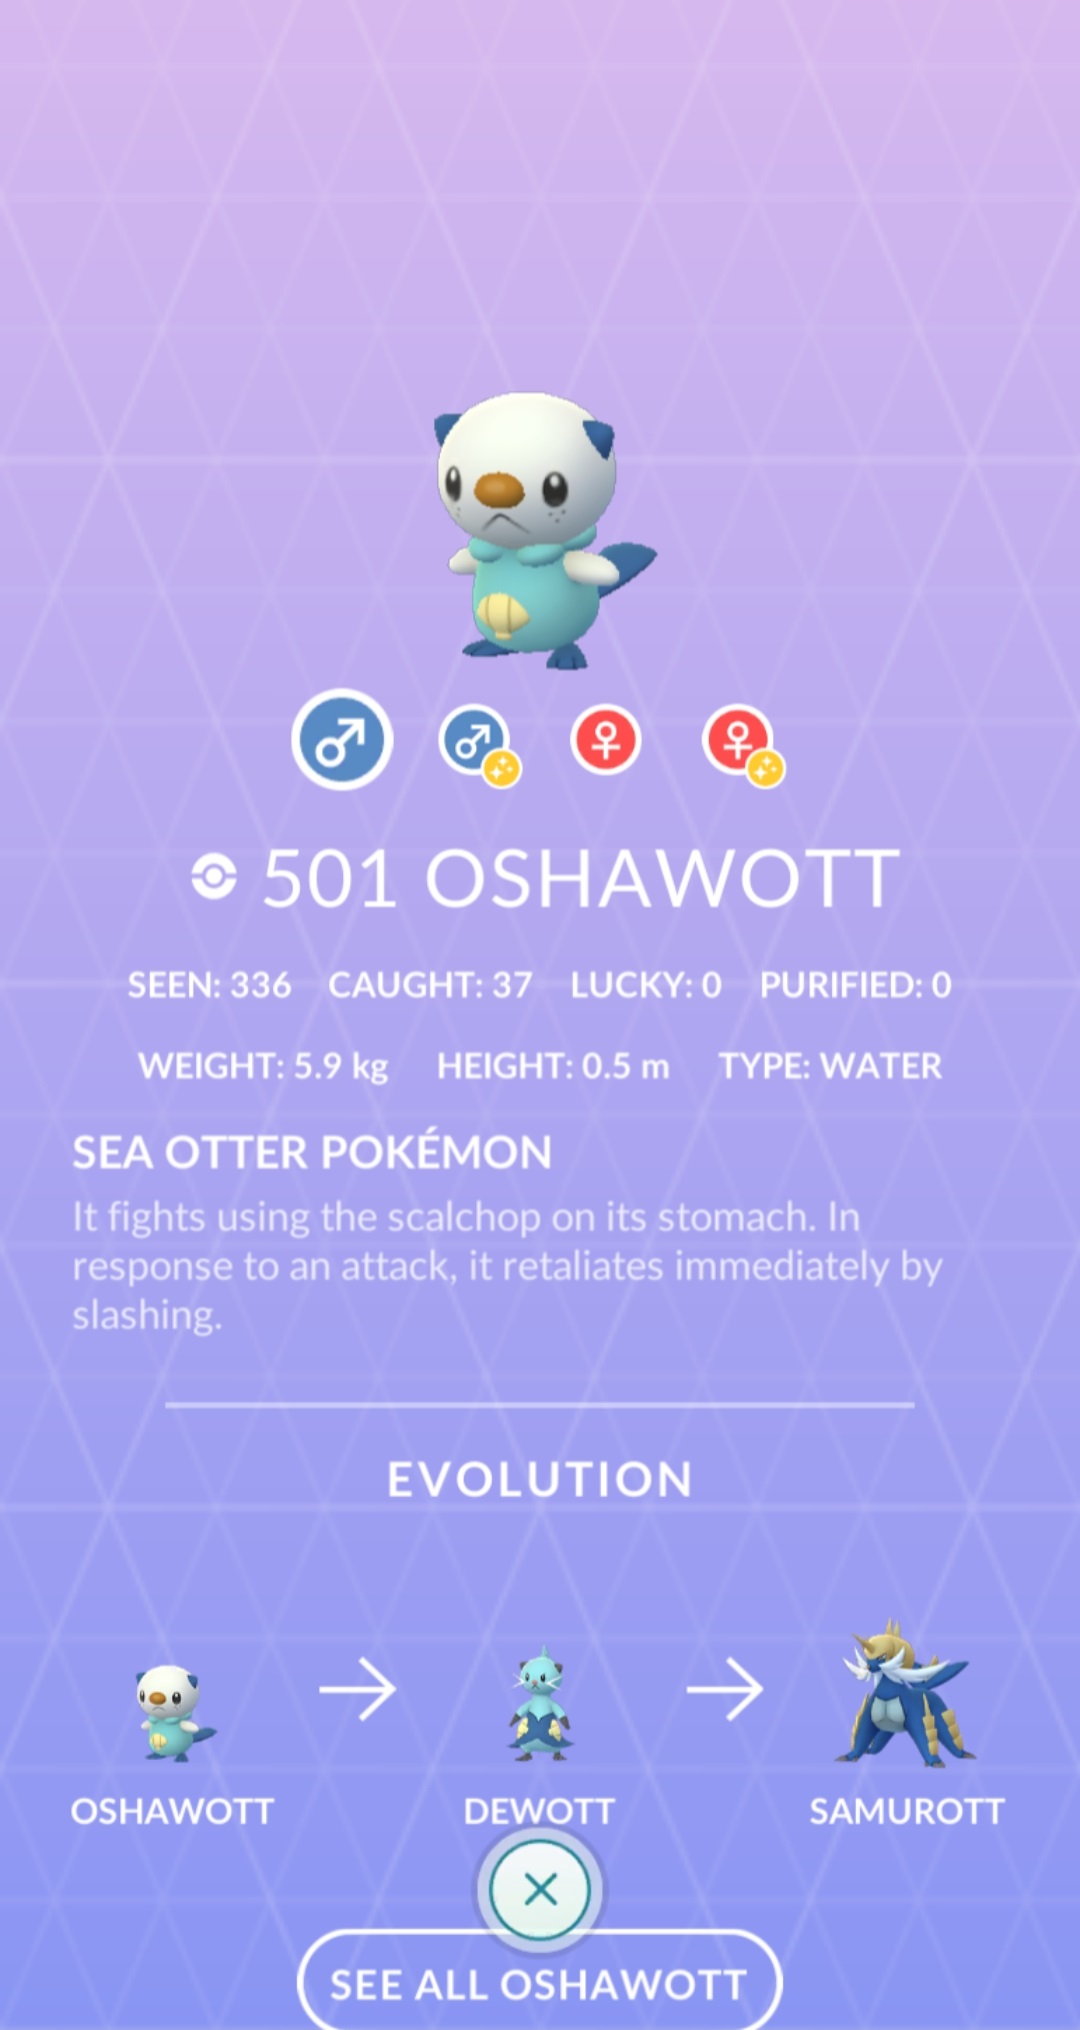 501 OSHAWOTT
SEEN: 336 CAUGHT: 37 LUCKY: 0 PURIFIED: 0
WEIGHT: 5.9 kg HEIGHT: 0.5 m TYPE: WATER
SEA OTTER POKÉMON
It fights using the scalchop on its stomach. In
response to an attack, it retaliates immediately by
slashing.
EVOLUTION
OSHAWOTT DEWOTT SAMUROTT
SEE ALL OSHAWOTT